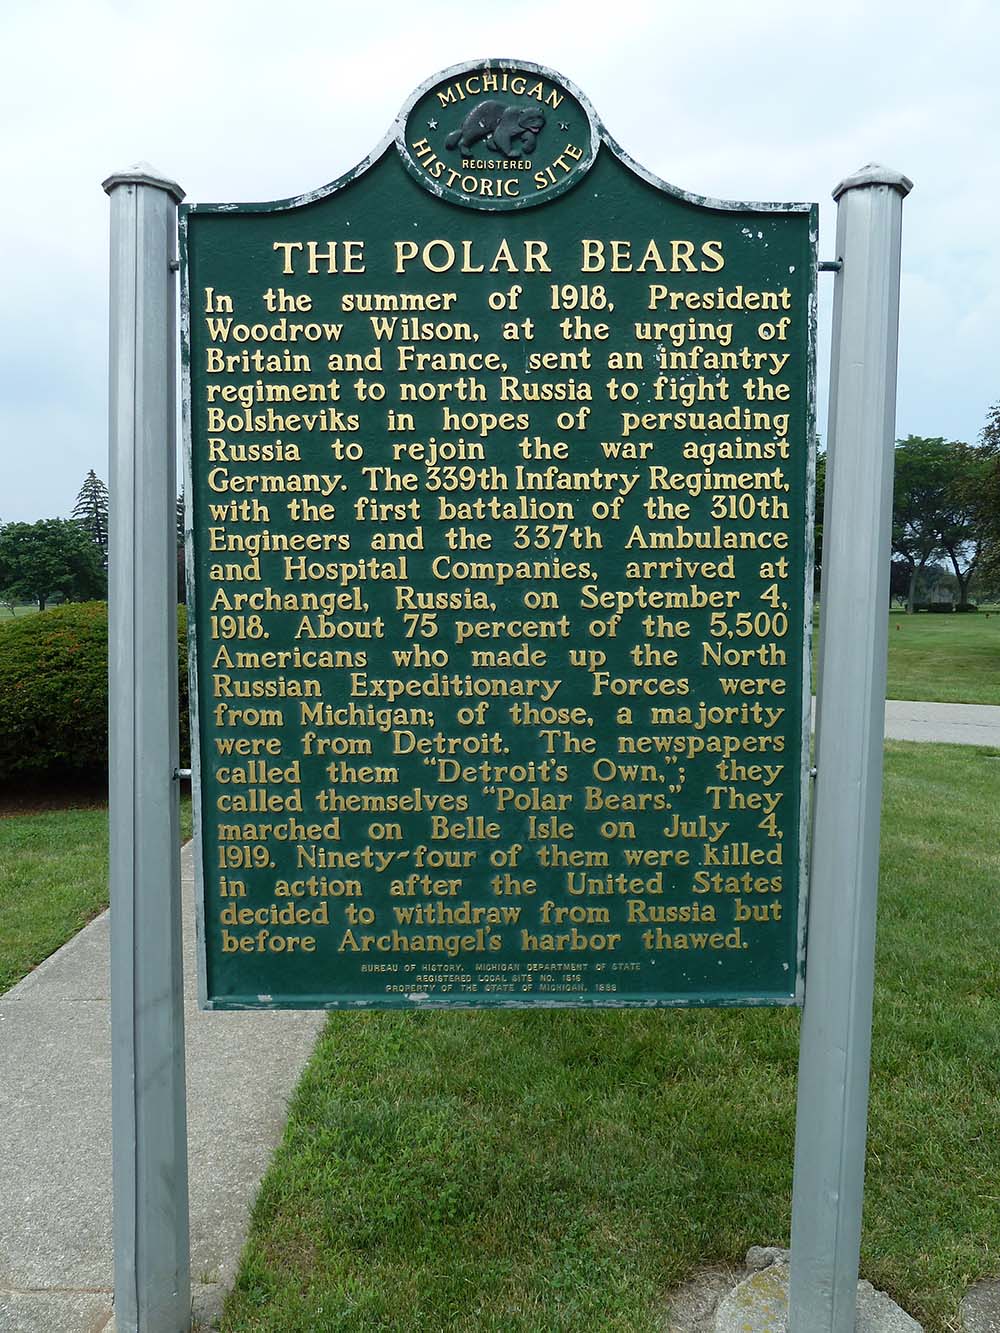 MICHIGAN
REGISTERED
HISTORIC SITE
THE POLAR BEARS
In the summer of 1918, President
Woodrow Wilson, at the urging of
Britain and France, sent an infantry
regiment to north Russia to fight the
Bolsheviks in hopes of persuading
Russia to rejoin the war against
Germany. The 339th Infantry Regiment,
with the first battalion of the 310th
Engineers and the 337th Ambulance
and Hospital Companies, arrived at
Archangel, Russia, on September 4,
1918. About 75 percent of the 5,500
Americans who made up the North
Russian Expeditionary Forces were
from Michigan; of those, a majority
were from Detroit. The newspapers
called them "Detroit's Own,"; they
called themselves "Polar Bears." They
marched on Belle Isle on July 4,
1919. Ninety-four of them were killed
in action after the United States
decided to withdraw from Russia but
before Archangel's harbor thawed.
BUREAU OF HISTORY, MICHIGAN DEPARTMENT OF STATE
REGISTERED LOCAL SITE NO. 1516
PROPERTY OF THE STATE OF MICHIGAN, 1988